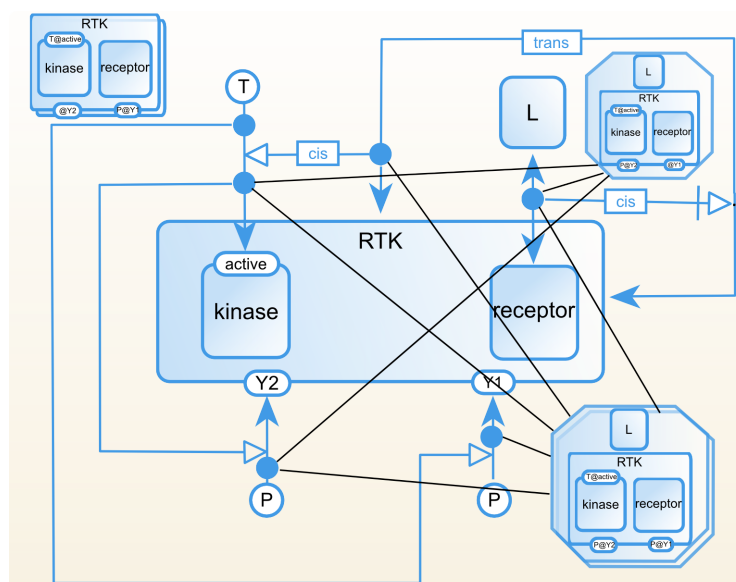 RTK
T@active
kinase
receptor
@Y2
P@Y1
trans
T
L
L
RTK
T@active
kinase
receptor
P@Y2
@Y1
cis
cis
RTK
active
kinase
receptor
Y2
Y1
P
P
L
RTK
T@active
kinase
receptor
P@Y2
P@Y1